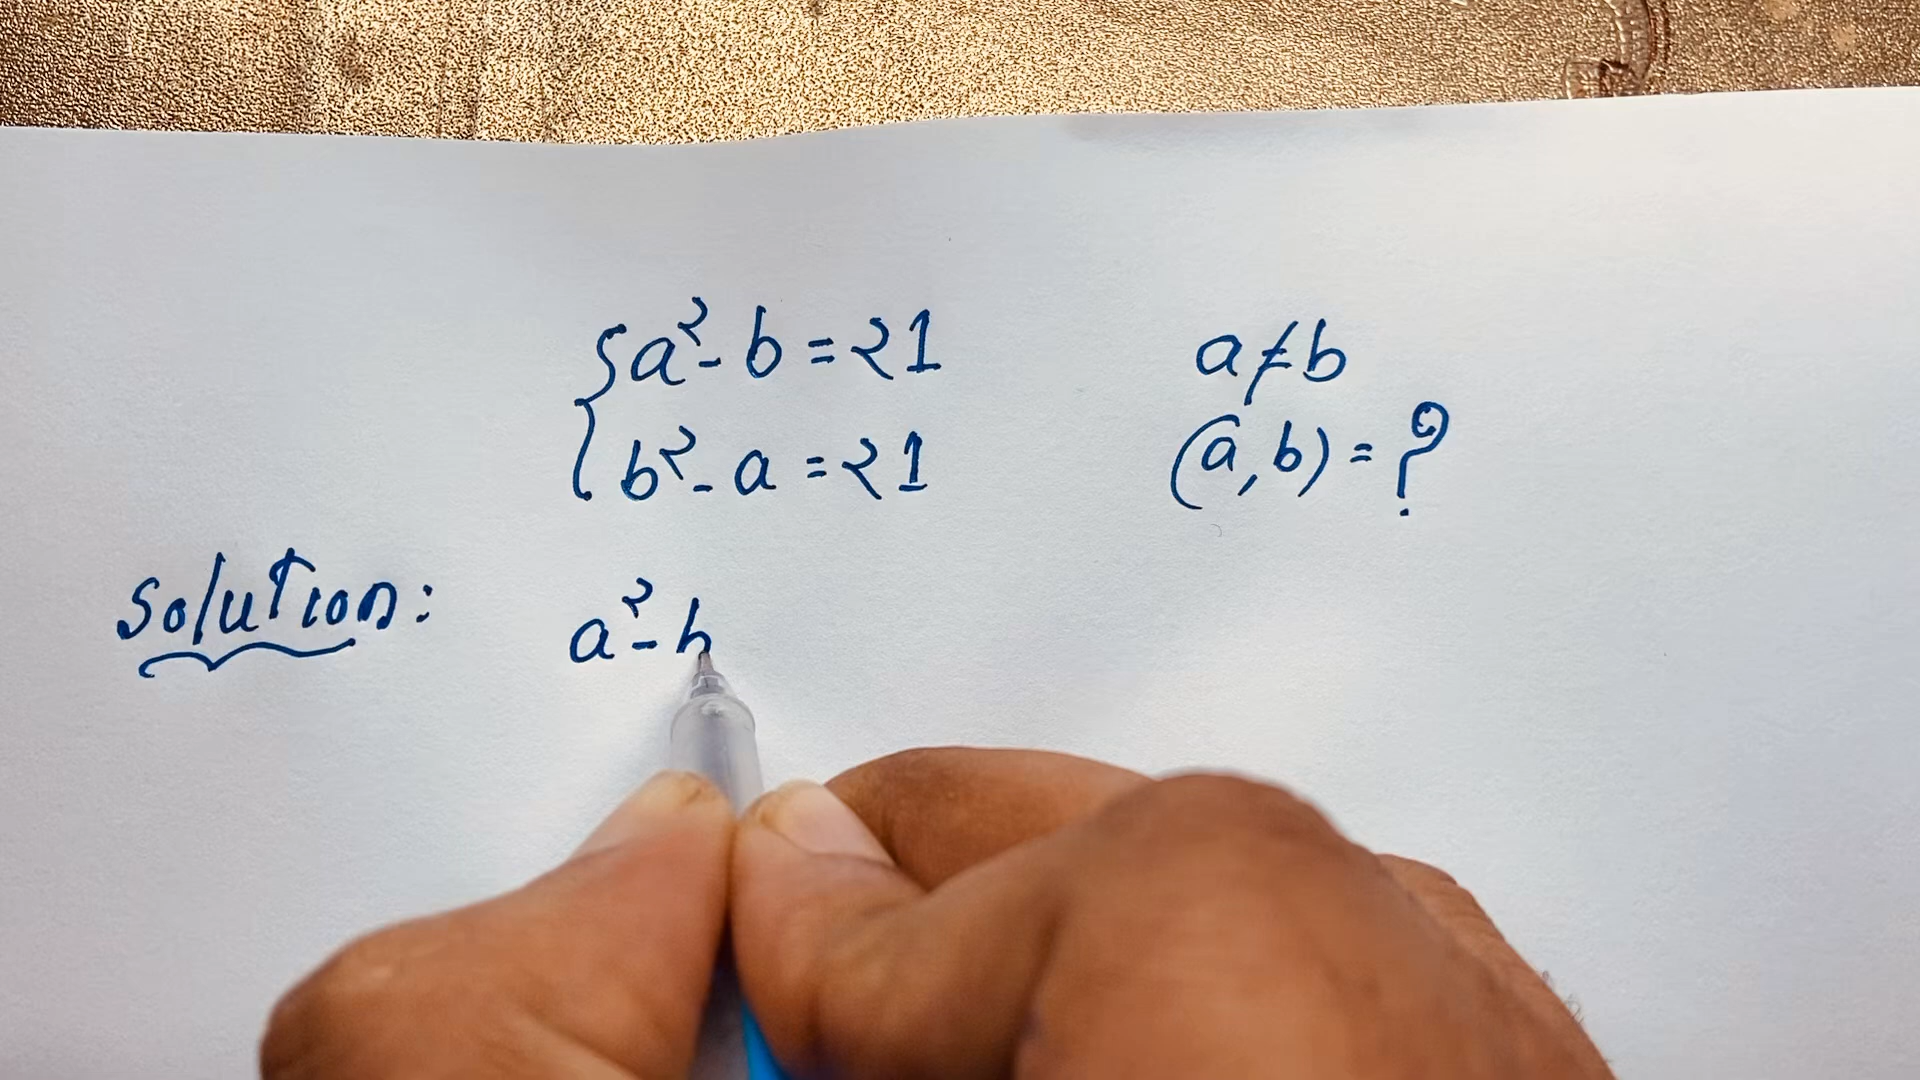 a² - b = 21
a ≠ b
b² - a = 21
(a, b) = ?
Solution:
a² - b